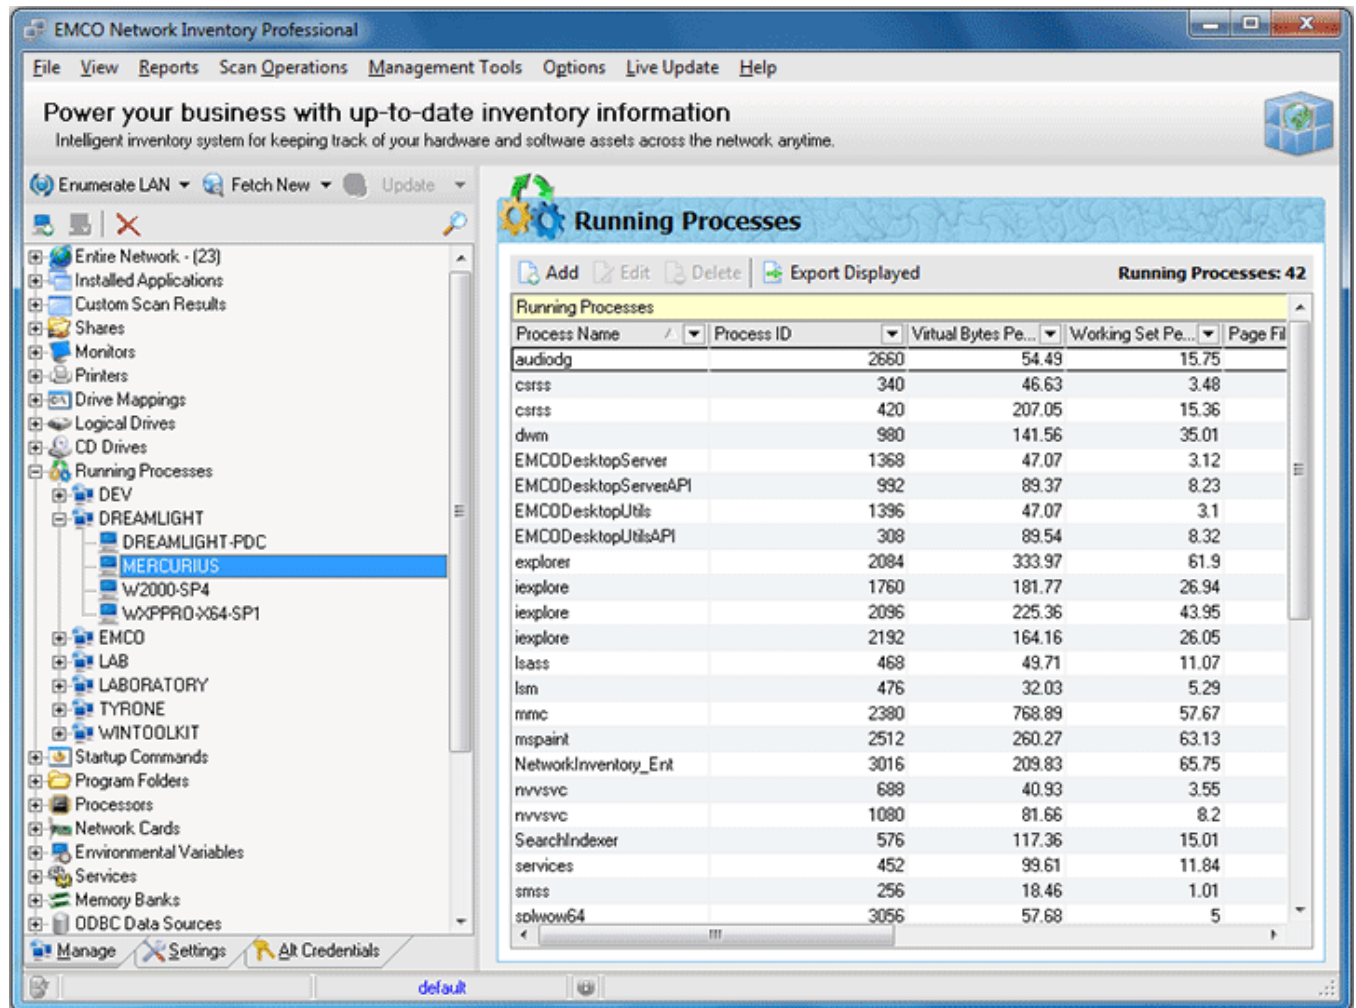 EMCO Network Inventory Professional
File View Reports Scan Operations Management Tools Options Live Update Help
Power your business with up-to-date inventory information
Intelligent inventory system for keeping track of your hardware and software assets across the network anytime.
Enumerate LAN Fetch New Update
Entire Network - (23)
Installed Applications
Custom Scan Results
Shares
Monitors
Printers
Drive Mappings
Logical Drives
CD Drives
Running Processes
DEV
DREAMLIGHT
DREAMLIGHT-PDC
MERCURIUS
W2000-SP4
WXPPRO-X64-SP1
EMCO
LAB
LABORATORY
TYRONE
WINTOOLKIT
Startup Commands
Program Folders
Processors
Network Cards
Environmental Variables
Services
Memory Banks
ODBC Data Sources
Manage Settings Alt Credentials
Running Processes
Add Edit Delete Export Displayed Running Processes: 42
Running Processes
Process Name Process ID Virtual Bytes Pe... Working Set Pe... Page Fil
audiodg 2660 54.49 15.75
csrss 340 46.63 3.48
csrss 420 207.05 15.36
dwm 980 141.56 35.01
EMCODesktopServer 1368 47.07 3.12
EMCODesktopServerAPI 992 89.37 8.23
EMCODesktopUtils 1396 47.07 3.1
EMCODesktopUtilsAPI 308 89.54 8.32
explorer 2084 333.97 61.9
iexplore 1760 181.77 26.94
iexplore 2096 225.36 43.95
iexplore 2192 164.16 26.05
lsass 468 49.71 11.07
lsm 476 32.03 5.29
mmc 2380 768.89 57.67
mspaint 2512 260.27 63.13
NetworkInventory_Ent 3016 209.83 65.75
nvvsvc 688 40.93 3.55
nvvsvc 1080 81.66 8.2
SearchIndexer 576 117.36 15.01
services 452 99.61 11.84
smss 256 18.46 1.01
splwow64 3056 57.68 5
default